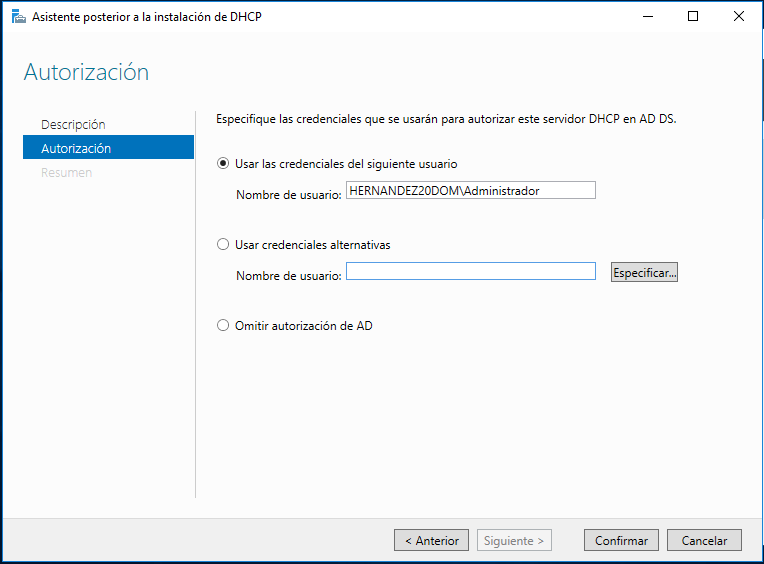 Asistente posterior a la instalación de DHCP
Autorización
Descripción
Autorización
Resumen
Especifique las credenciales que se usarán para autorizar este servidor DHCP en AD DS.
Usar las credenciales del siguiente usuario
Nombre de usuario: HERNANDEZ20DOM\Administrador
Usar credenciales alternativas
Nombre de usuario: Especificar...
Omitir autorización de AD
< Anterior Siguiente > Confirmar Cancelar